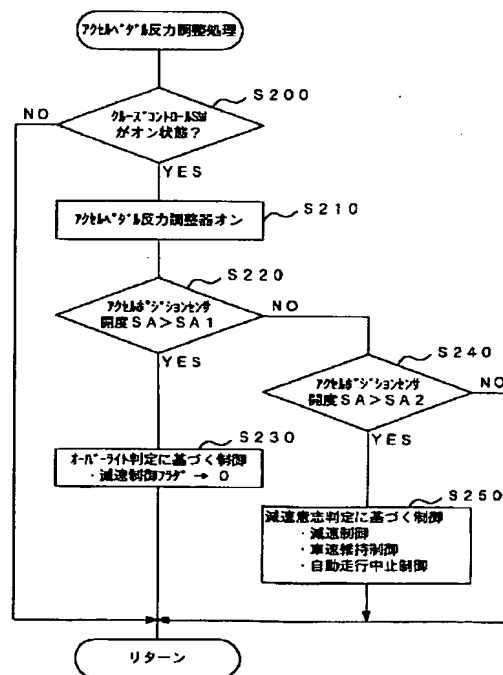 アクセルペダル反力調整処理
S200
NO
クルーズコントロールSW
がオン状態?
YES
S210
アクセルペダル反力調整器オン
S220
アクセルポジションセンサ
開度SA>SA1
NO
YES
S240
アクセルポジションセンサ
開度SA>SA2
NO
YES
S230
オーバーライト判定に基づく制御
・減速制御フラグ → 0
S250
減速意志判定に基づく制御
・減速制御
・車速維持制御
・自動走行中止制御
リターン